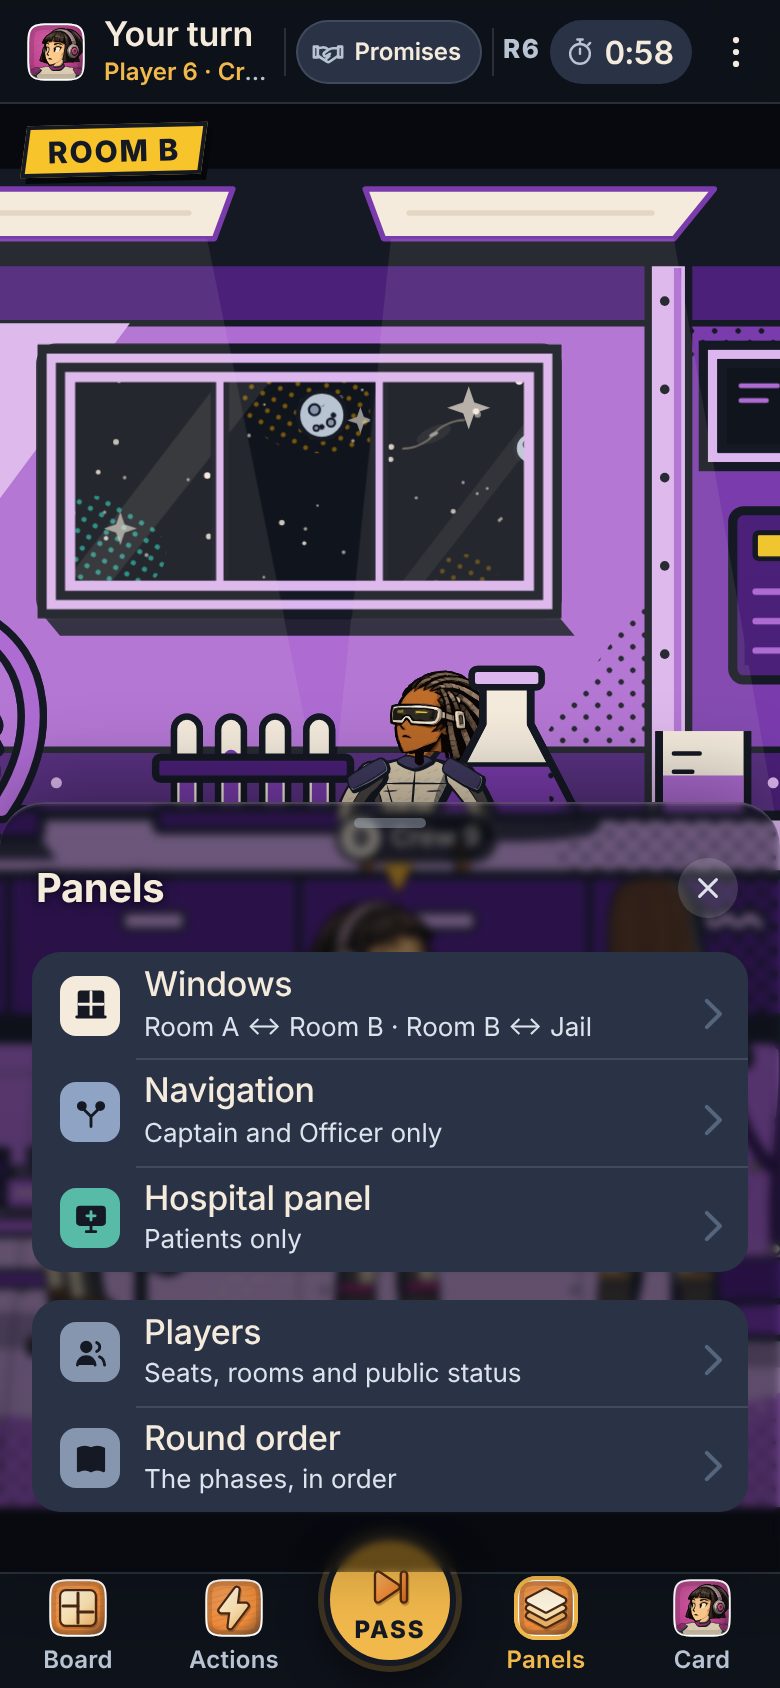 Your turn
Player 6 · Cr...
Promises
R6
0:58
ROOM B
Panels
Windows
Room A ↔ Room B · Room B ↔ Jail
Navigation
Captain and Officer only
Hospital panel
Patients only
Players
Seats, rooms and public status
Round order
The phases, in order
PASS
Board
Actions
Panels
Card